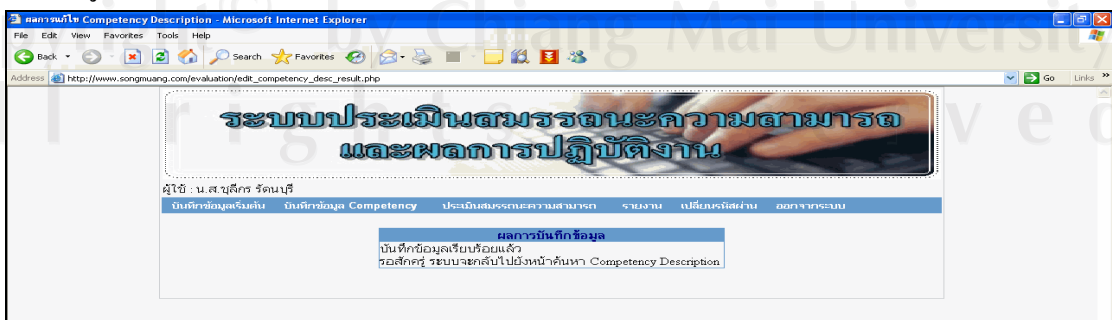 ผลการแก้ไข Competency Description - Microsoft Internet Explorer
File Edit View Favorites Tools Help
Back Search Favorites
Address http://www.songmuang.com/evaluation/edit_competency_desc_result.php Go Links
ระบบประเมินสมรรถนะความสามารถ
และผลการปฏิบัติงาน
ผู้ใช้ : น.ส.ชุลีกร รัตนบุรี
บันทึกข้อมูลเริ่มต้น บันทึกข้อมูล Competency ประเมินสมรรถนะความสามารถ รายงาน เปลี่ยนรหัสผ่าน ออกจากระบบ
ผลการบันทึกข้อมูล
บันทึกข้อมูลเรียบร้อยแล้ว
รอสักครู่ ระบบจะกลับไปยังหน้าค้นหา Competency Description
by Chiang Mai University